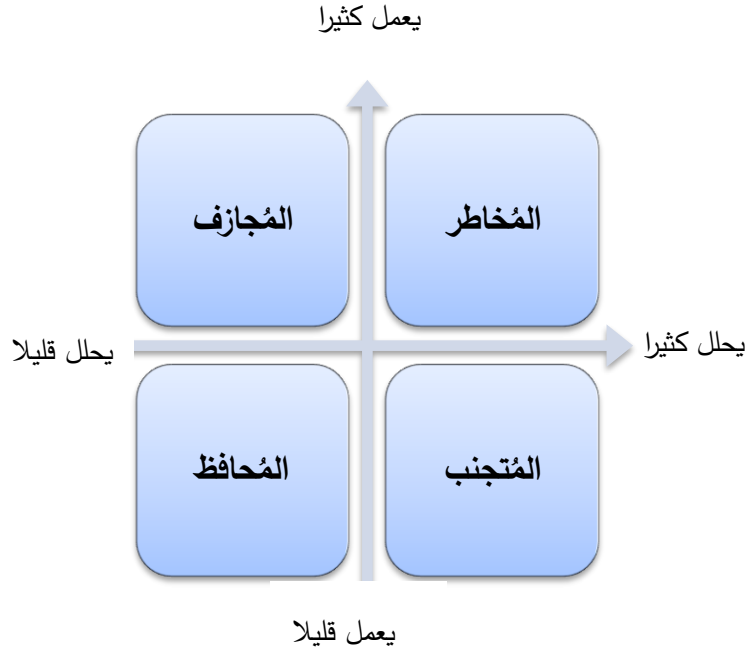 يعمل كثيرا
المُخاطر
المُجازف
يحلل كثيرا
يحلل قليلا
المُتجنب
المُحافظ
يعمل قليلا